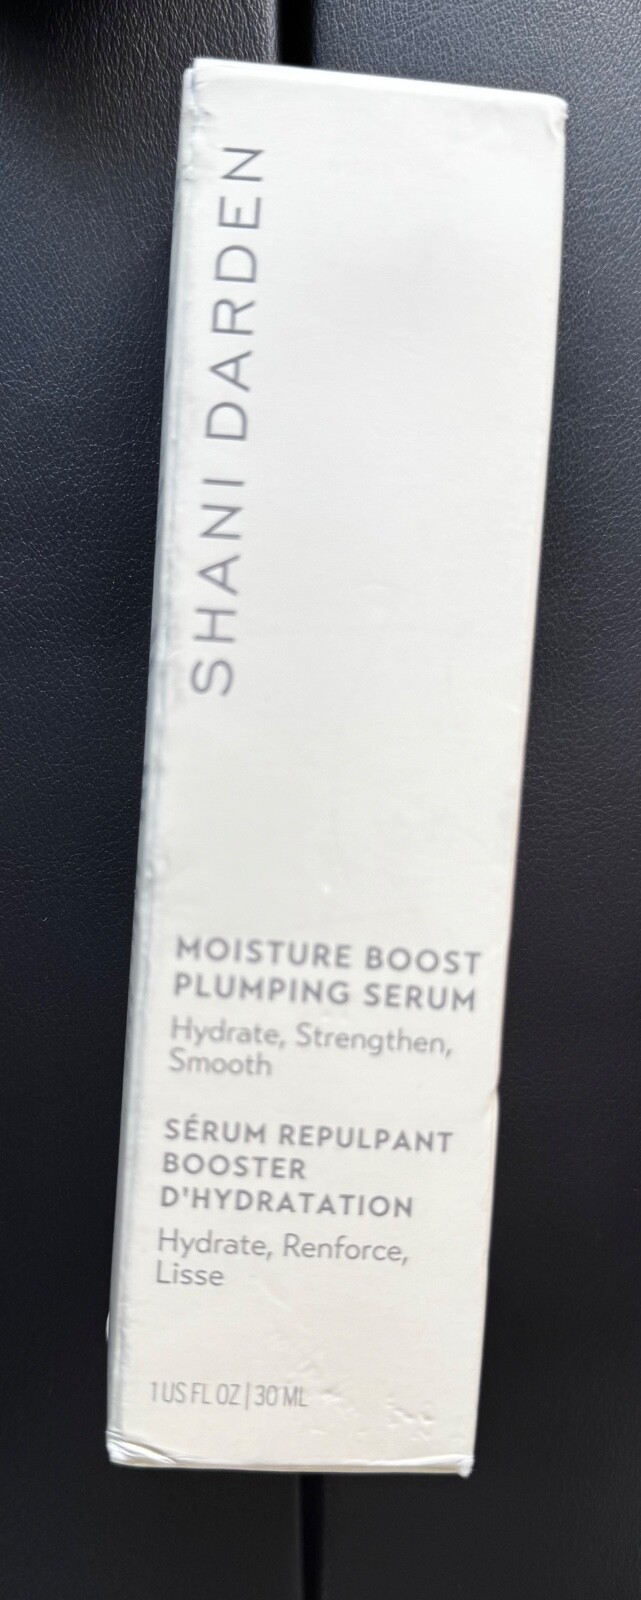 SHANI DARDEN
MOISTURE BOOST
PLUMPING SERUM
Hydrate, Strengthen,
Smooth
SÉRUM REPULPANT
BOOSTER
D'HYDRATATION
Hydrate, Renforce,
Lisse
1 US FL OZ | 30 ML